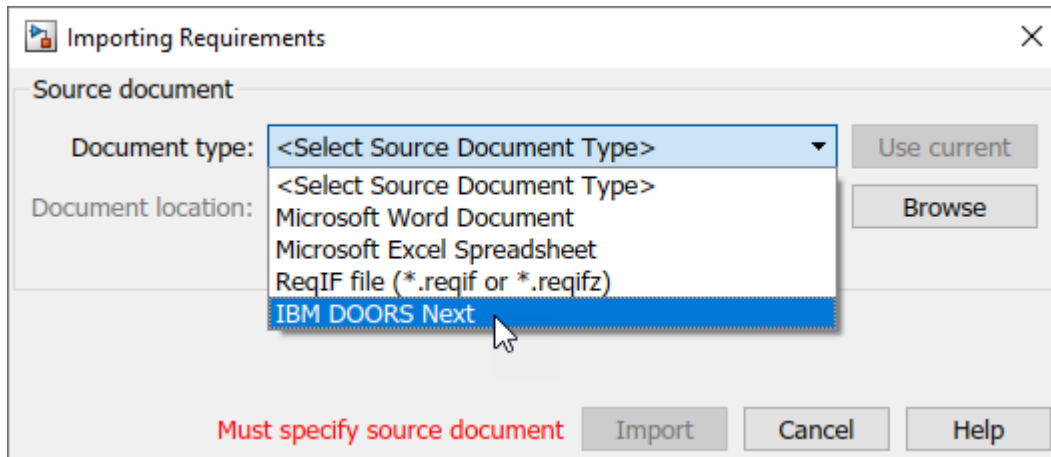 Importing Requirements
Source document
Document type: <Select Source Document Type> Use current
<Select Source Document Type>
Document location: Microsoft Word Document Browse
Microsoft Excel Spreadsheet
ReqIF file (*.reqif or *.reqifz)
IBM DOORS Next
Must specify source document Import Cancel Help